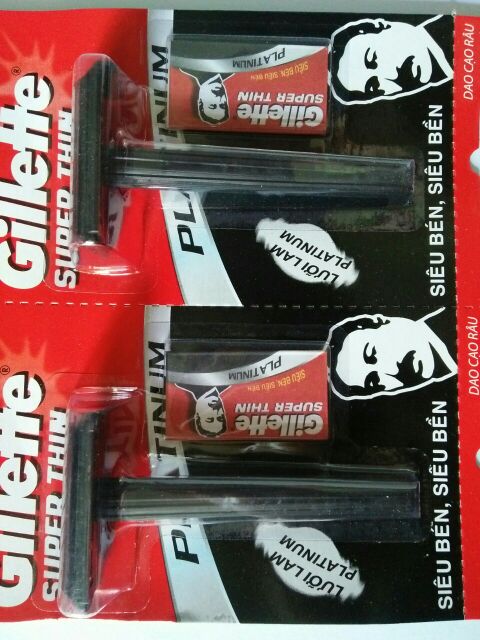 Gillette®
SUPER THIN
PLATINUM
SIÊU BỀN SIÊU BÉN
PLATINUM
Gillette
SUPER THIN
LƯỠI LAM
PLATINUM
SIÊU BÉN, SIÊU BỀN
DAO CẠO RÂU
Gillette®
SUPER THIN
PLATINUM
SIÊU BỀN SIÊU BÉN
PLATINUM
Gillette
SUPER THIN
LƯỠI LAM
PLATINUM
SIÊU BÉN, SIÊU BỀN
DAO CẠO RÂU